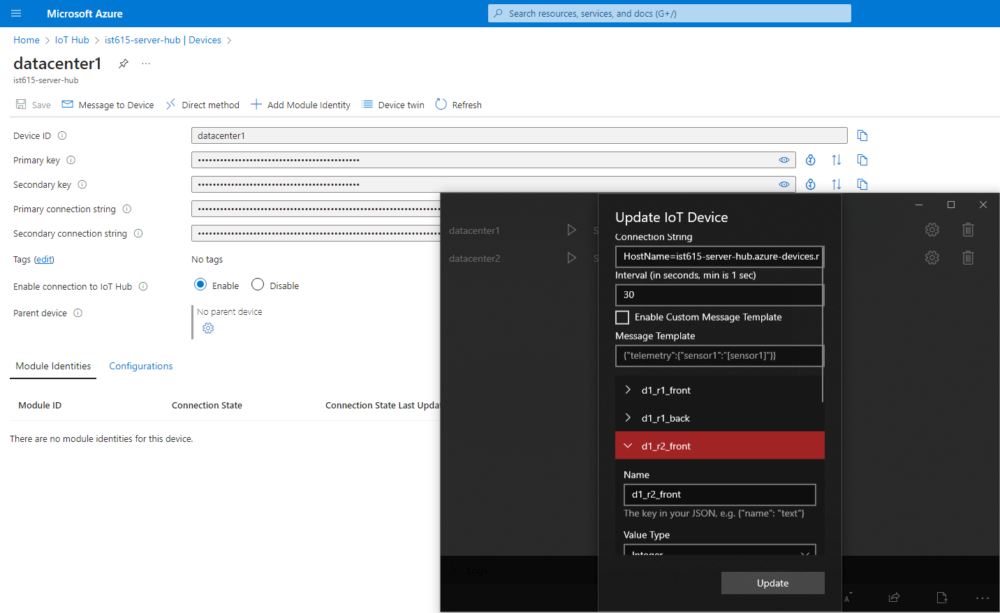 Microsoft Azure
Search resources, services, and docs (G+/)
Home > IoT Hub > ist615-server-hub | Devices >
datacenter1
...
ist615-server-hub
Save
Message to Device
Direct method
Add Module Identity
Device twin
Refresh
Device ID
datacenter1
Primary key
Secondary key
Primary connection string
Secondary connection string
Tags (edit)
No tags
Enable connection to IoT Hub
Enable
Disable
Parent device
No parent device
Module Identities
Configurations
Module ID
Connection State
Connection State Last Updat
There are no module identities for this device.
datacenter1
S
datacenter2
S
Update IoT Device
Connection String
HostName=ist615-server-hub.azure-devices.r
Interval (in seconds, min is 1 sec)
30
Enable Custom Message Template
Message Template
{"telemetry":{"sensor1":"[sensor1]"}}
d1_r1_front
d1_r1_back
d1_r2_front
Name
d1_r2_front
The key in your JSON, e.g. {"name": "text"}
Value Type
Integer
Logs
Update
A